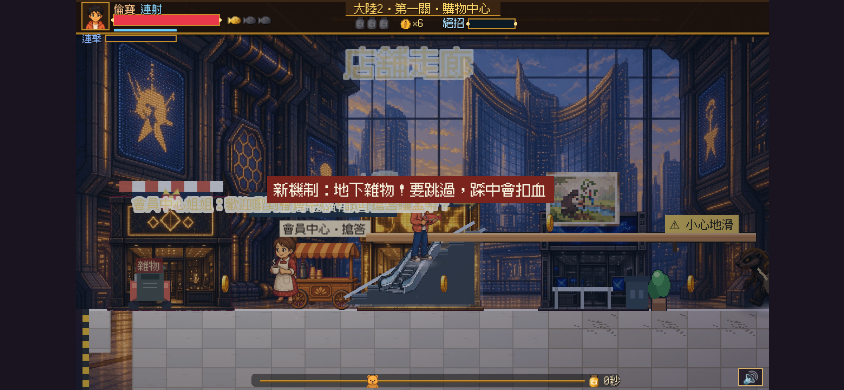 倫寶 連射
大陸2・第一關・購物中心
×6
絕招
連擊
店舖走廊
新機制：地下雜物！要跳過，踩中會扣血
會員中心・搶答
⚠ 小心地滑
雜物
0秒